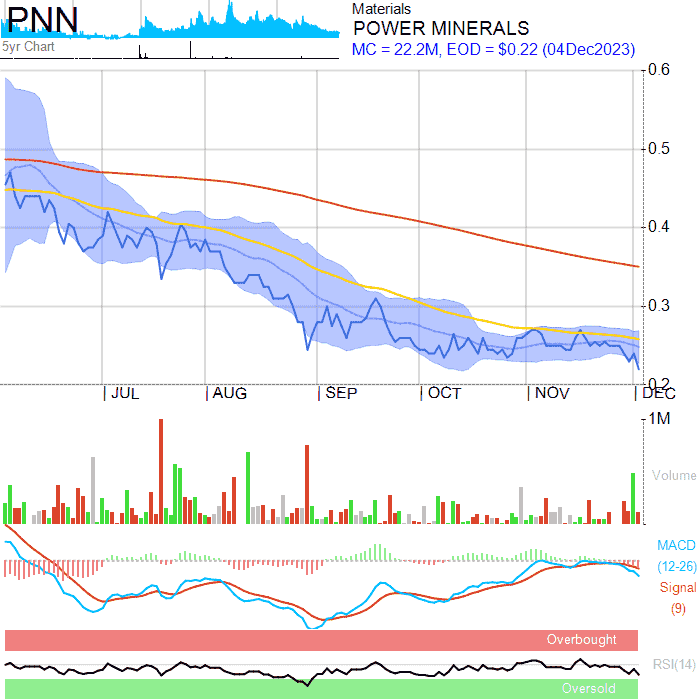 PNN
5yr Chart
Materials
POWER MINERALS
MC = 22.2M, EOD = $0.22 (04Dec2023)
0.6
0.5
0.4
0.3
0.2
JUL AUG SEP OCT NOV DEC
1M
Volume
MACD
(12-26)
Signal
(9)
Overbought
RSI(14)
Oversold